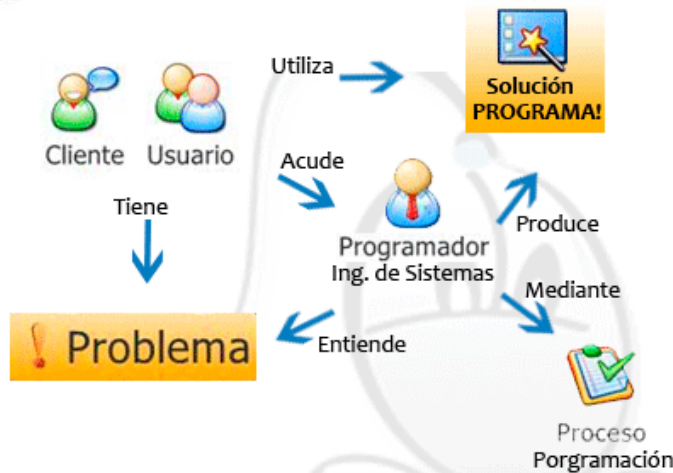 Utiliza
Solución
PROGRAMA!
Cliente Usuario
Acude
Tiene
Programador
Ing. de Sistemas
Produce
Mediante
Problema
Entiende
Proceso
Porgramación